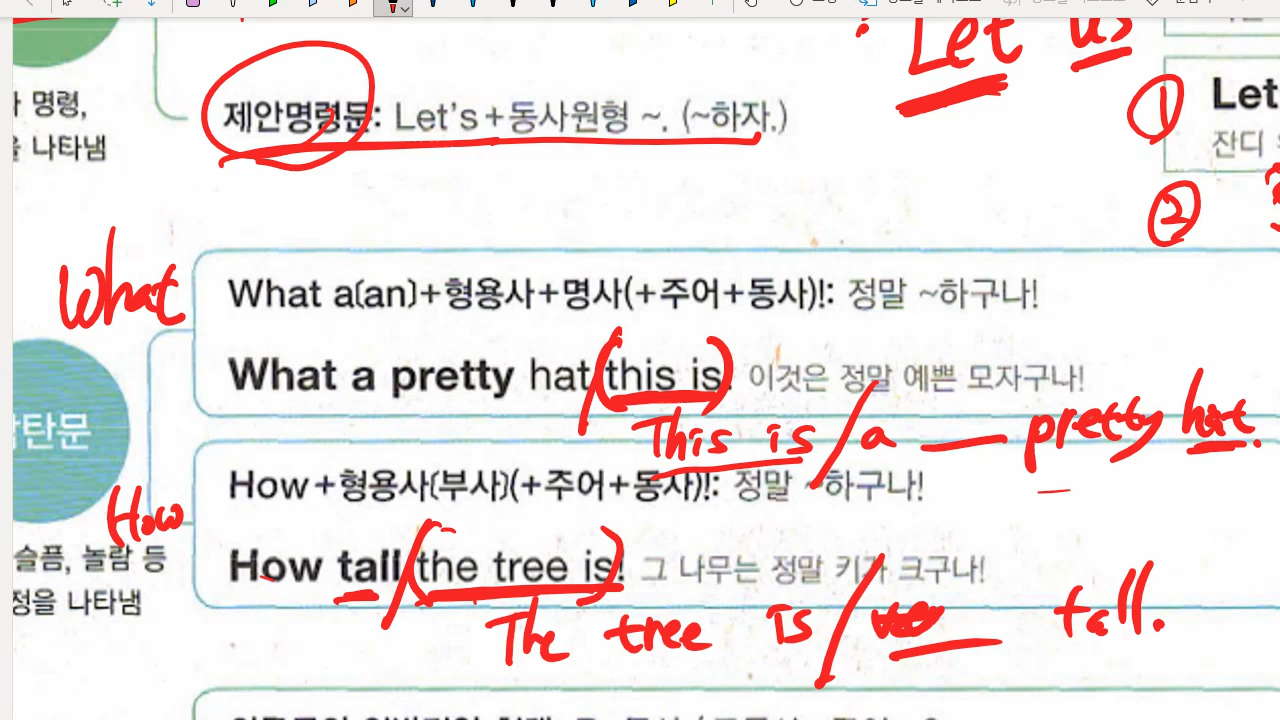 Let us
명령,
① Let
제안명령문: Let's+동사원형 ~. (~하자.)
나타냄
잔디
②
What
What a(an)+형용사+명사(+주어+동사)!: 정말 ~하구나!
What a pretty hat this is! 이것은 정말 예쁜 모자구나!
탄문
This is / a pretty hat.
How+형용사(부사)(+주어+동사)!: 정말 ~하구나!
How
슬픔, 놀람 등
How tall the tree is! 그 나무는 정말 키가 크구나!
나타냄
The tree is / tall.